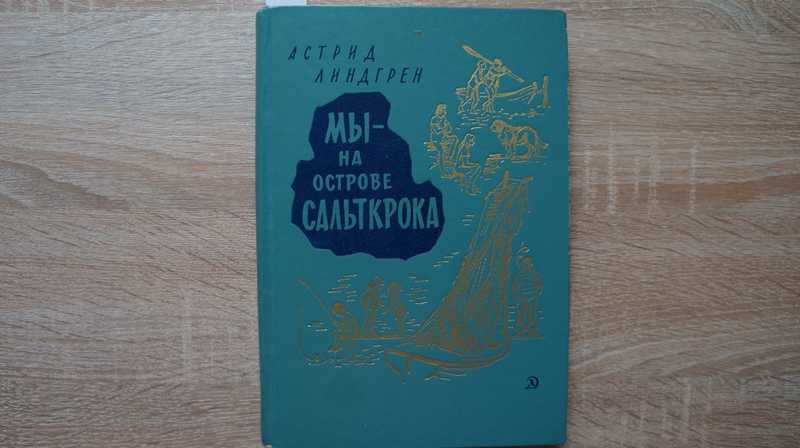 АСТРИД
ЛИНДГРЕН
МЫ-
НА
ОСТРОВЕ
САЛЬТКРОКА